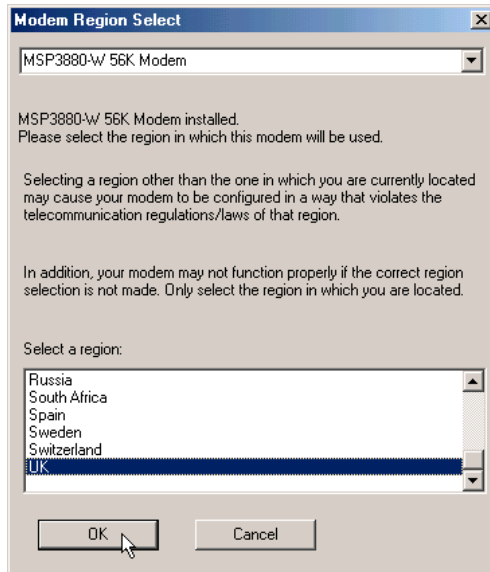 Modem Region Select
MSP3880-W 56K Modem
MSP3880-W 56K Modem installed.
Please select the region in which this modem will be used.
Selecting a region other than the one in which you are currently located
may cause your modem to be configured in a way that violates the
telecommunication regulations/laws of that region.
In addition, your modem may not function properly if the correct region
selection is not made. Only select the region in which you are located.
Select a region:
Russia
South Africa
Spain
Sweden
Switzerland
UK
OK
Cancel